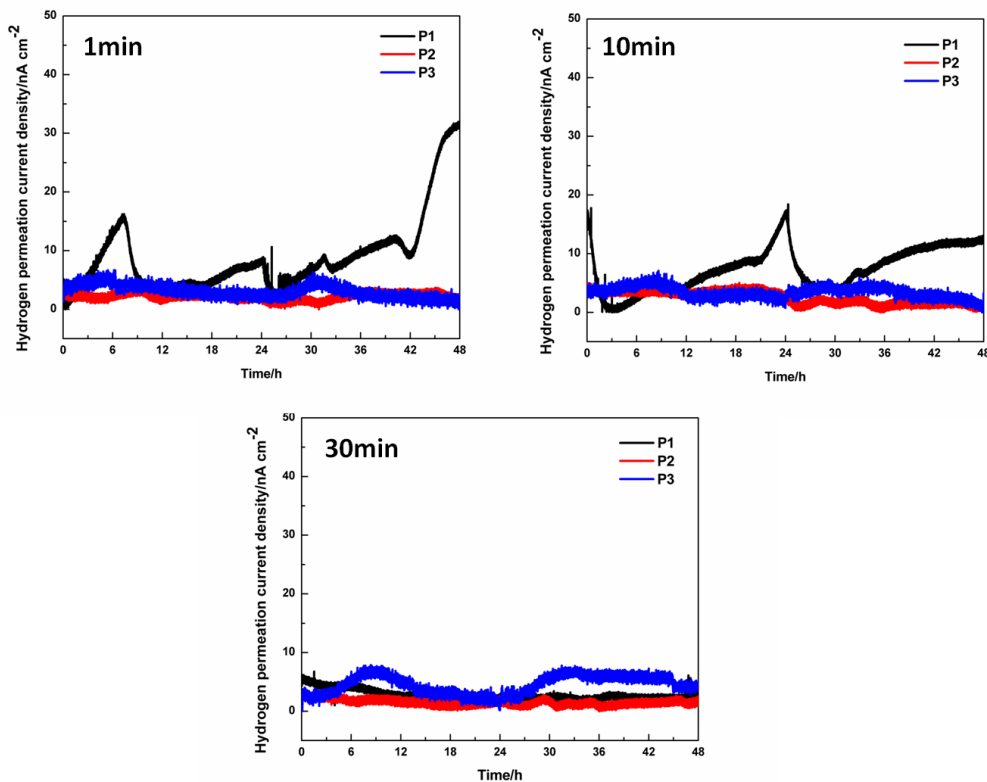 Hydrogen permeation current density/nA cm⁻²
50
40
30
20
10
0
1min
P1
P2
P3
0 6 12 18 24 30 36 42 48
Time/h
Hydrogen permeation current density/nA cm⁻²
50
40
30
20
10
0
10min
P1
P2
P3
0 6 12 18 24 30 36 42 48
Time/h
Hydrogen permeation current density/nA cm⁻²
50
40
30
20
10
0
30min
P1
P2
P3
0 6 12 18 24 30 36 42 48
Time/h